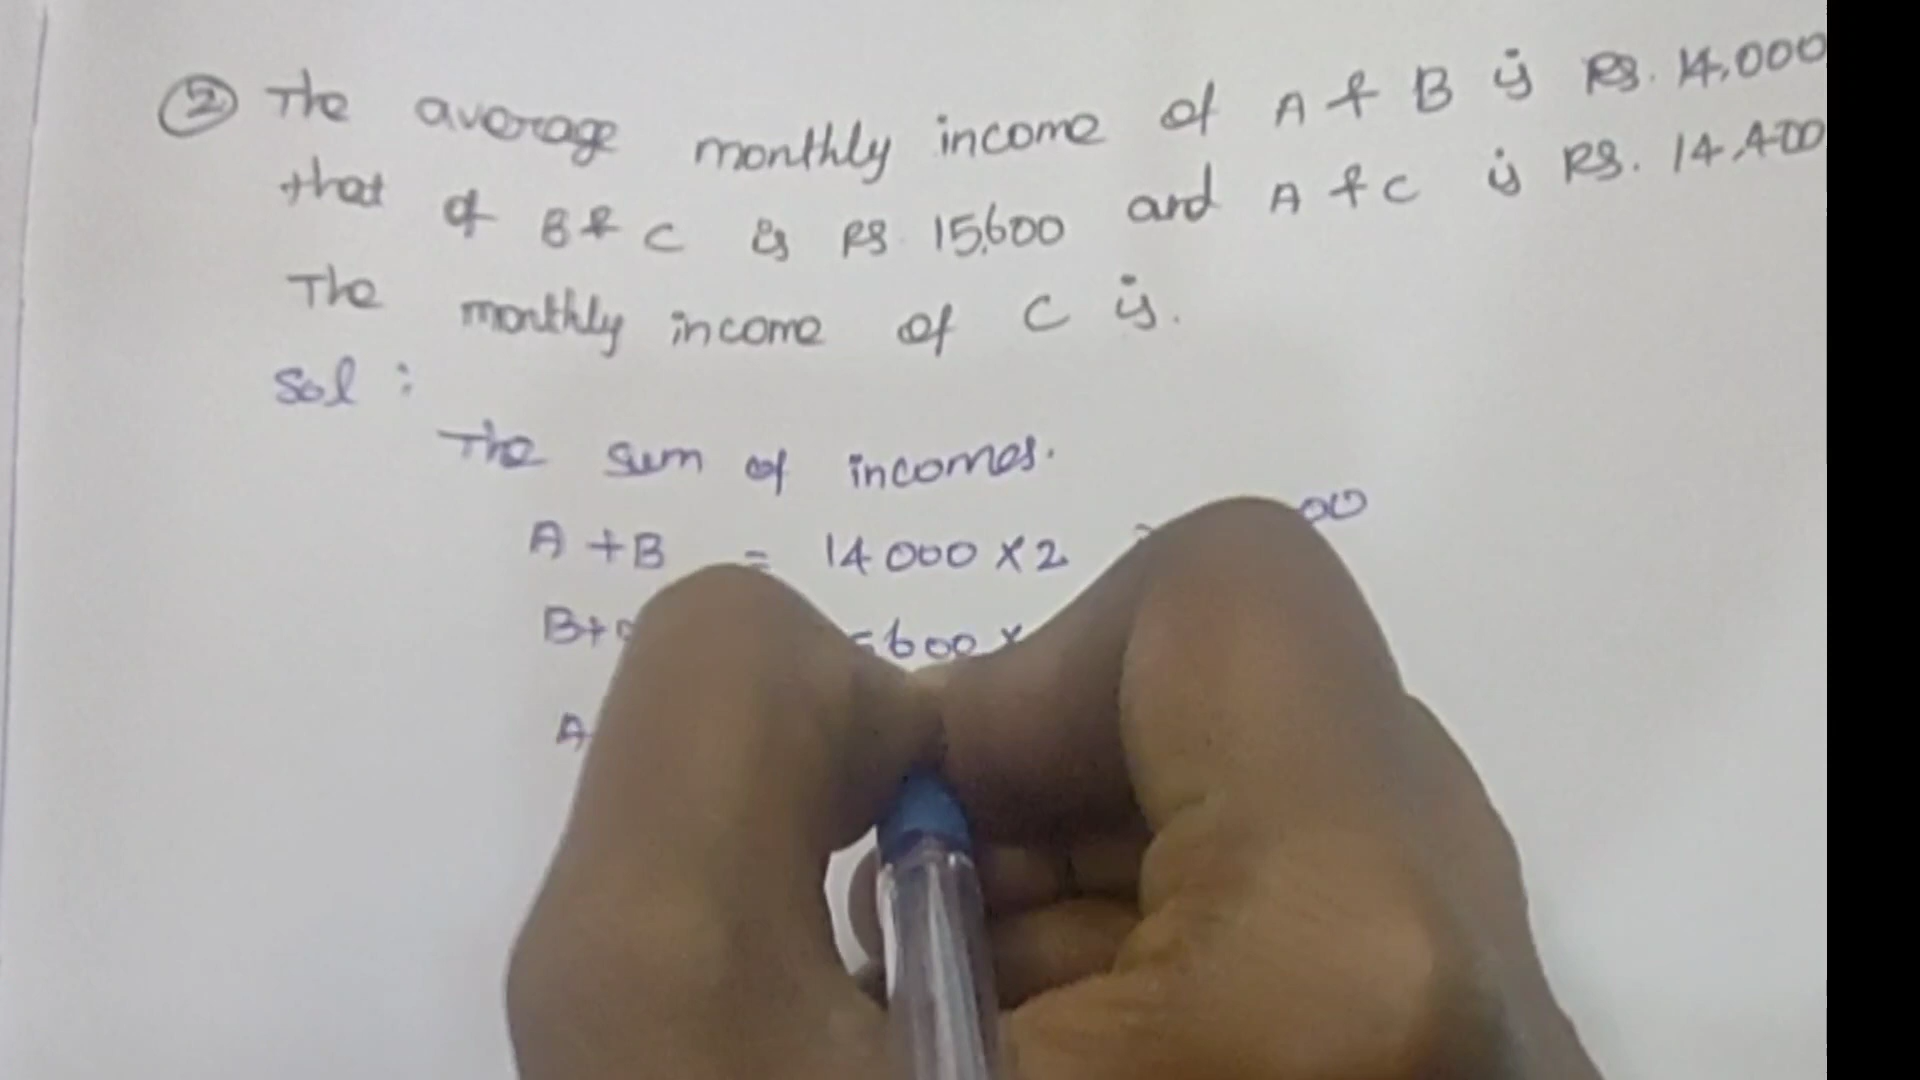 ② The average monthly income of A & B is Rs. 14,000
that of B & C is Rs 15,600 and A & C is Rs. 14,400
The monthly income of C is.
Sol :
The sum of incomes.
A + B = 14000 × 2
B+
600 ×
A